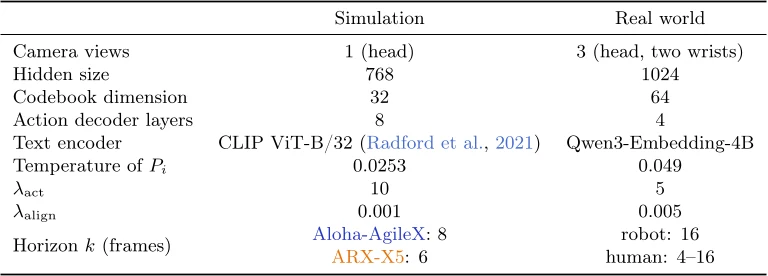 Simulation Real world
Camera views 1 (head) 3 (head, two wrists)
Hidden size 768 1024
Codebook dimension 32 64
Action decoder layers 8 4
Text encoder CLIP ViT-B/32 (Radford et al., 2021) Qwen3-Embedding-4B
Temperature of P_i 0.0253 0.049
λ_act 10 5
λ_align 0.001 0.005
Horizon k (frames) Aloha-AgileX: 8 robot: 16
ARX-X5: 6 human: 4–16